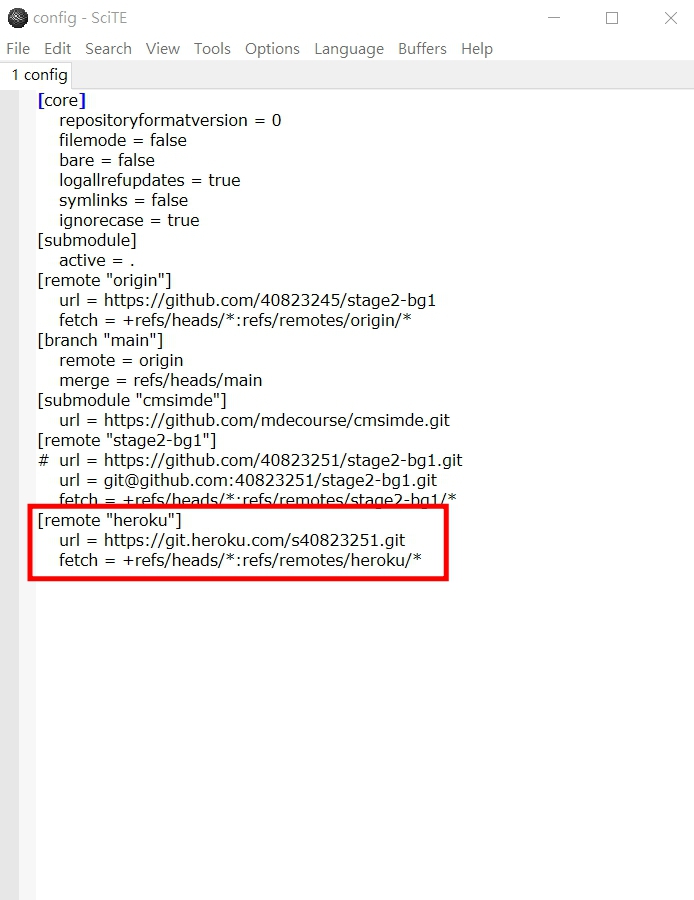 config - SciTE
File Edit Search View Tools Options Language Buffers Help
1 config
[core]
repositoryformatversion = 0
filemode = false
bare = false
logallrefupdates = true
symlinks = false
ignorecase = true
[submodule]
active = .
[remote "origin"]
url = https://github.com/40823245/stage2-bg1
fetch = +refs/heads/*:refs/remotes/origin/*
[branch "main"]
remote = origin
merge = refs/heads/main
[submodule "cmsimde"]
url = https://github.com/mdecourse/cmsimde.git
[remote "stage2-bg1"]
# url = https://github.com/40823251/stage2-bg1.git
url = git@github.com:40823251/stage2-bg1.git
fetch = +refs/heads/*:refs/remotes/stage2-bg1/*
[remote "heroku"]
url = https://git.heroku.com/s40823251.git
fetch = +refs/heads/*:refs/remotes/heroku/*